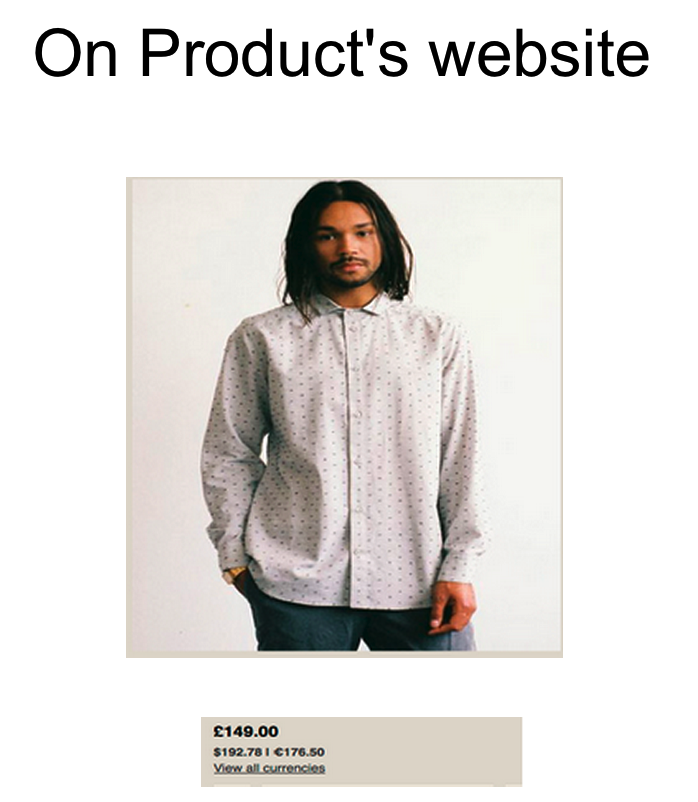 On Product's website
£149.00
$192.78 I €176.50
View all currencies